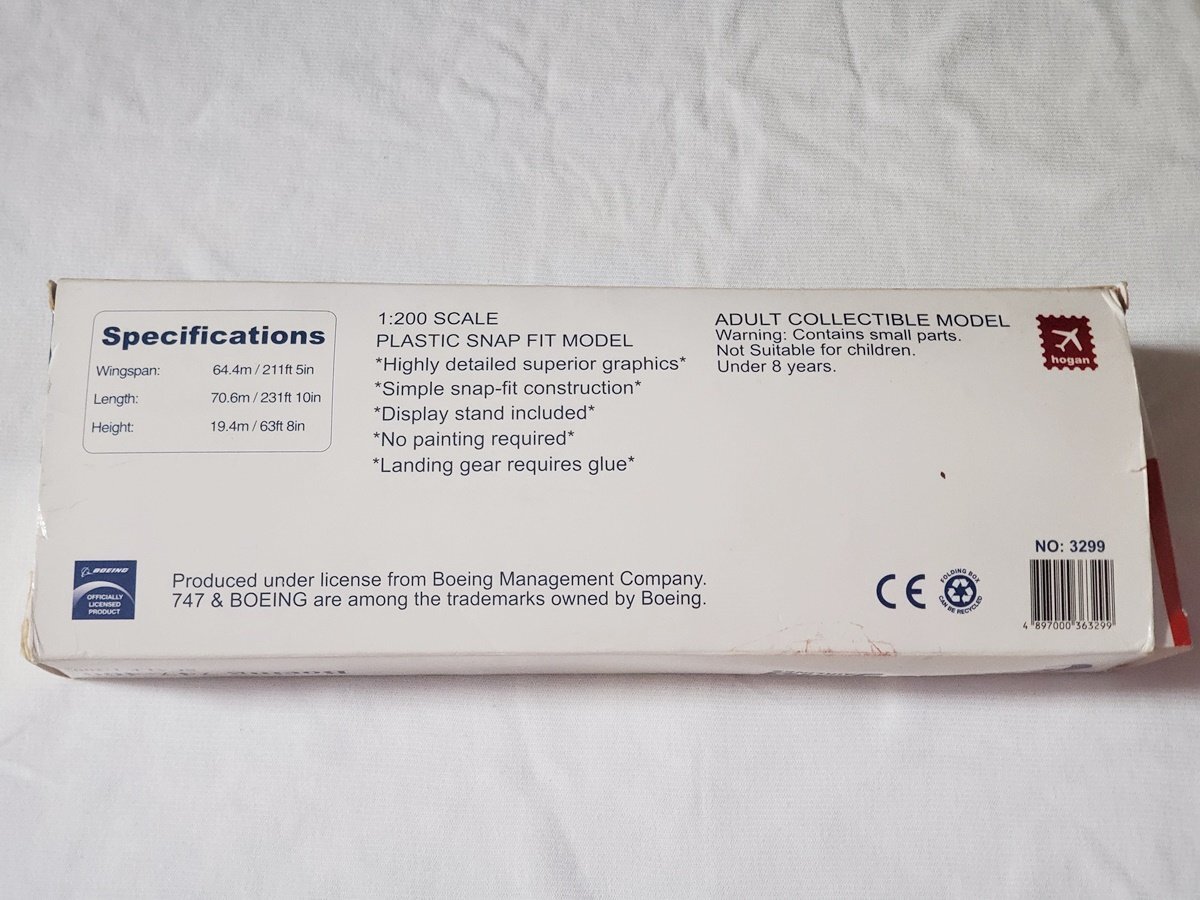 Specifications
Wingspan: 64.4m / 211ft 5in
Length: 70.6m / 231ft 10in
Height: 19.4m / 63ft 8in
1:200 SCALE
PLASTIC SNAP FIT MODEL
*Highly detailed superior graphics*
*Simple snap-fit construction*
*Display stand included*
*No painting required*
*Landing gear requires glue*
ADULT COLLECTIBLE MODEL
Warning: Contains small parts.
Not Suitable for children.
Under 8 years.
hogan
BOEING
OFFICIALLY
LICENSED
PRODUCT
Produced under license from Boeing Management Company.
747 & BOEING are among the trademarks owned by Boeing.
CE
FOLDING BOX
CAN BE RECYCLED
NO: 3299
4 897000 363299